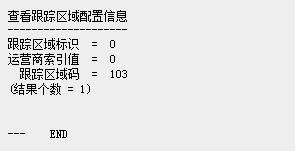 查看跟踪区域配置信息
--------------------
跟踪区域标识  =  0
运营商索引值  =  0
  跟踪区域码  =  103
(结果个数 = 1)
---    END